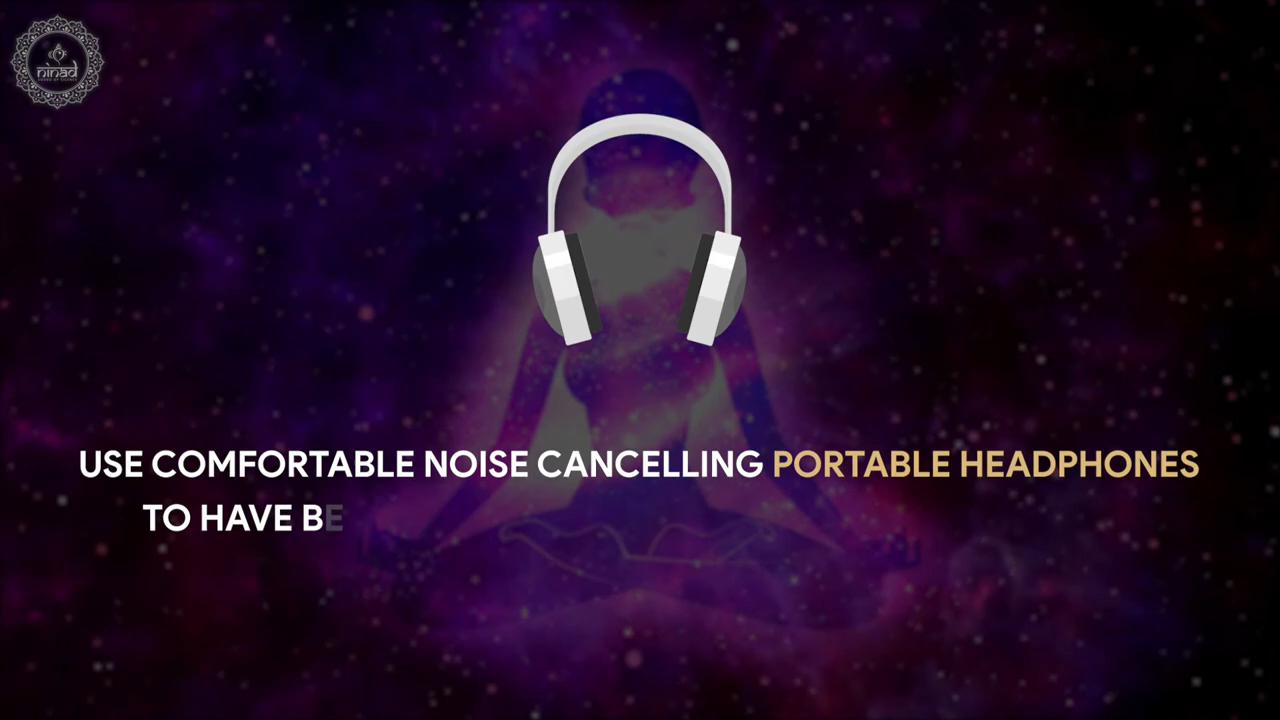 ninad
USE COMFORTABLE NOISE CANCELLING PORTABLE HEADPHONES
TO HAVE BE